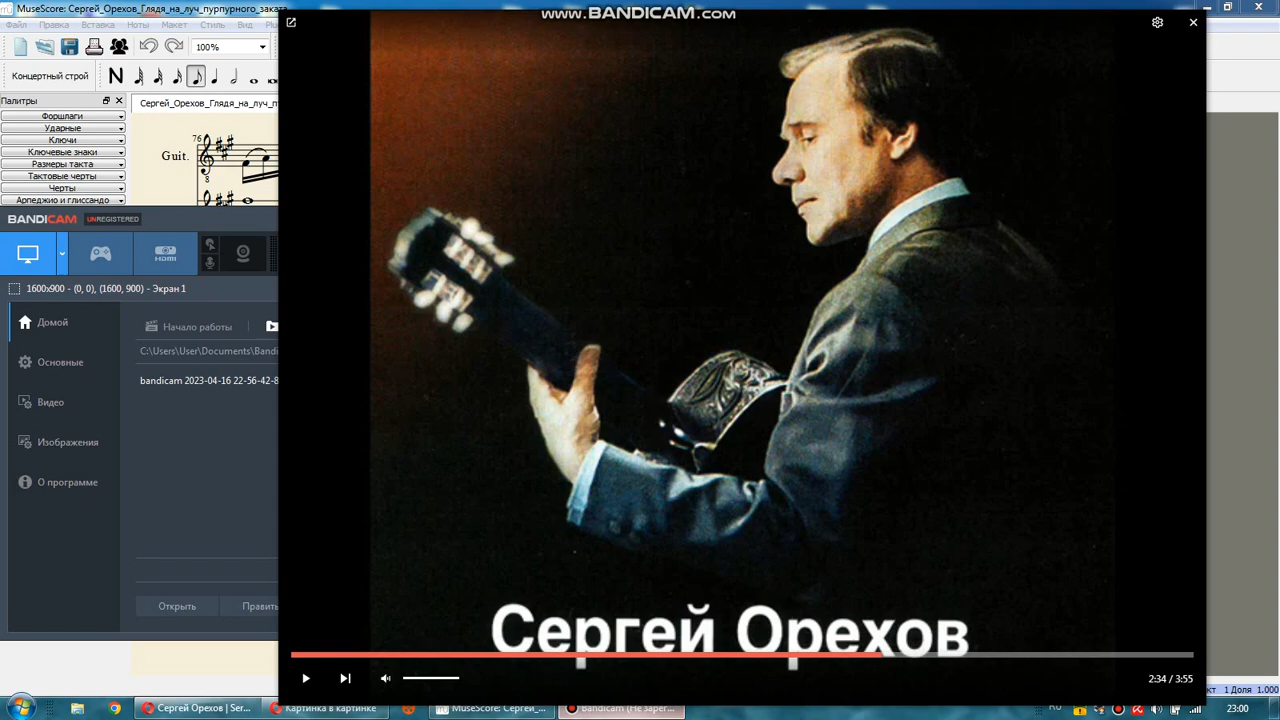 MuseScore: Сергей_Орехов_Глядя_на_луч_пурпурного_заката
WWW.BANDICAM.COM
Файл Правка Вставка Ноты Макет Стиль Вид
100%
Концертный строй
N
Палитры
Сергей_Орехов_Глядя_на_луч_п
Форшлаги
Ударные
Ключи
Ключевые знаки
Размеры такта
Тактовые черты
Черты
Арпеджио и глиссандо
76
Guit.
8
BANDICAM UNREGISTERED
HDMI
1600x900 - (0, 0), (1600, 900) - Экран 1
Домой
Основные
Видео
Изображения
О программе
Начало работы
C:\Users\User\Documents\Bandi
bandicam 2023-04-16 22-56-42-8
Открыть
Править
Сергей Орехов
2:34 / 3:55
1 Доля 1.000
Сергей Орехов | Ser...
Картинка в картинке
MuseScore: Сергей_...
Bandicam (Не зарег...
RU
23:00